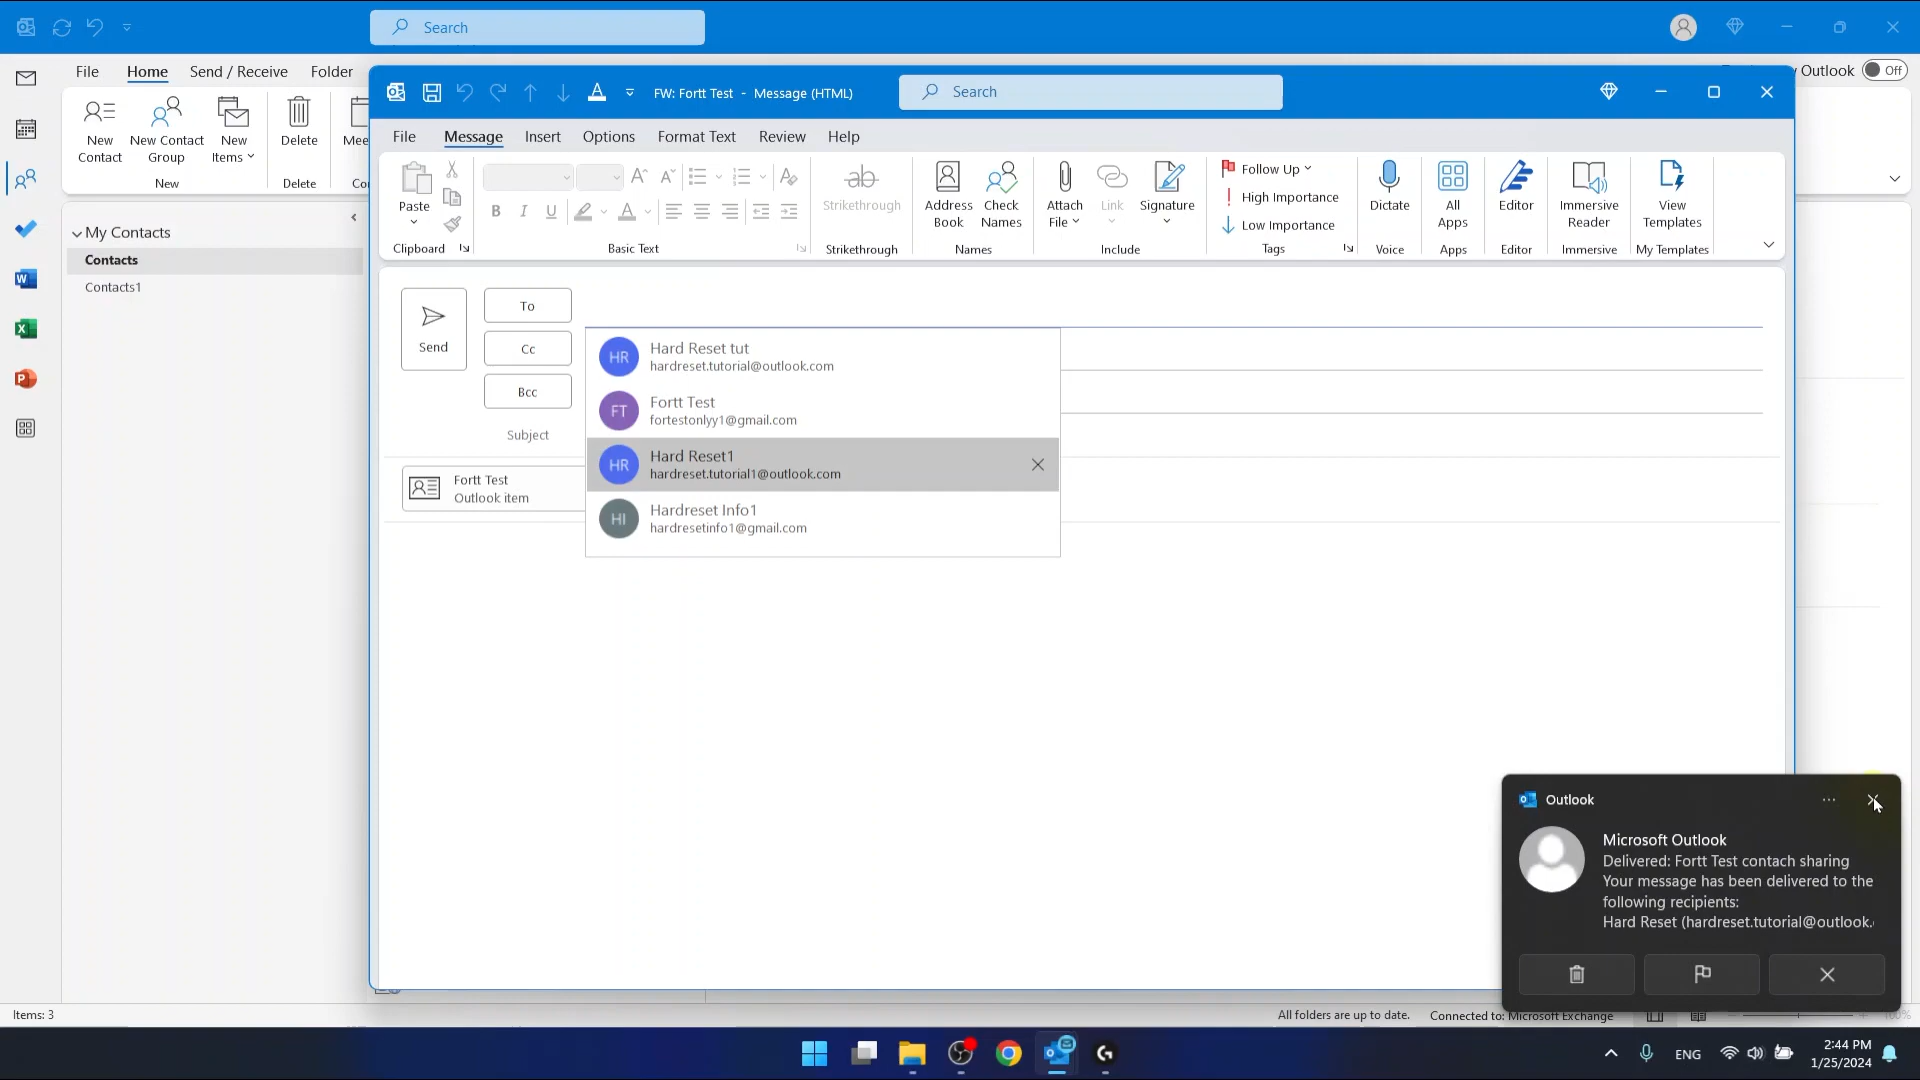 Search
File
Home
Send / Receive
Folder
Outlook
Off
New Contact
New Contact Group
New Items
Delete
New
Delete
My Contacts
Contacts
Contacts1
FW: Fortt Test - Message (HTML)
Search
File
Message
Insert
Options
Format Text
Review
Help
Paste
Clipboard
B I U
Basic Text
Strikethrough
Strikethrough
Address Book
Check Names
Names
Attach File
Link
Signature
Include
Follow Up
High Importance
Low Importance
Tags
Dictate
Voice
All Apps
Apps
Editor
Editor
Immersive Reader
Immersive
View Templates
My Templates
Send
To
Cc
Bcc
Subject
Hard Reset tut
hardreset.tutorial@outlook.com
Fortt Test
fortestonlyy1@gmail.com
Hard Reset1
hardreset.tutorial1@outlook.com
Hardreset Info1
hardresetinfo1@gmail.com
Fortt Test
Outlook item
Outlook
Microsoft Outlook
Delivered: Fortt Test contach sharing
Your message has been delivered to the
following recipients:
Hard Reset (hardreset.tutorial@outlook.
Items: 3
All folders are up to date.
Connected to: Microsoft Exchange
100%
ENG
2:44 PM
1/25/2024